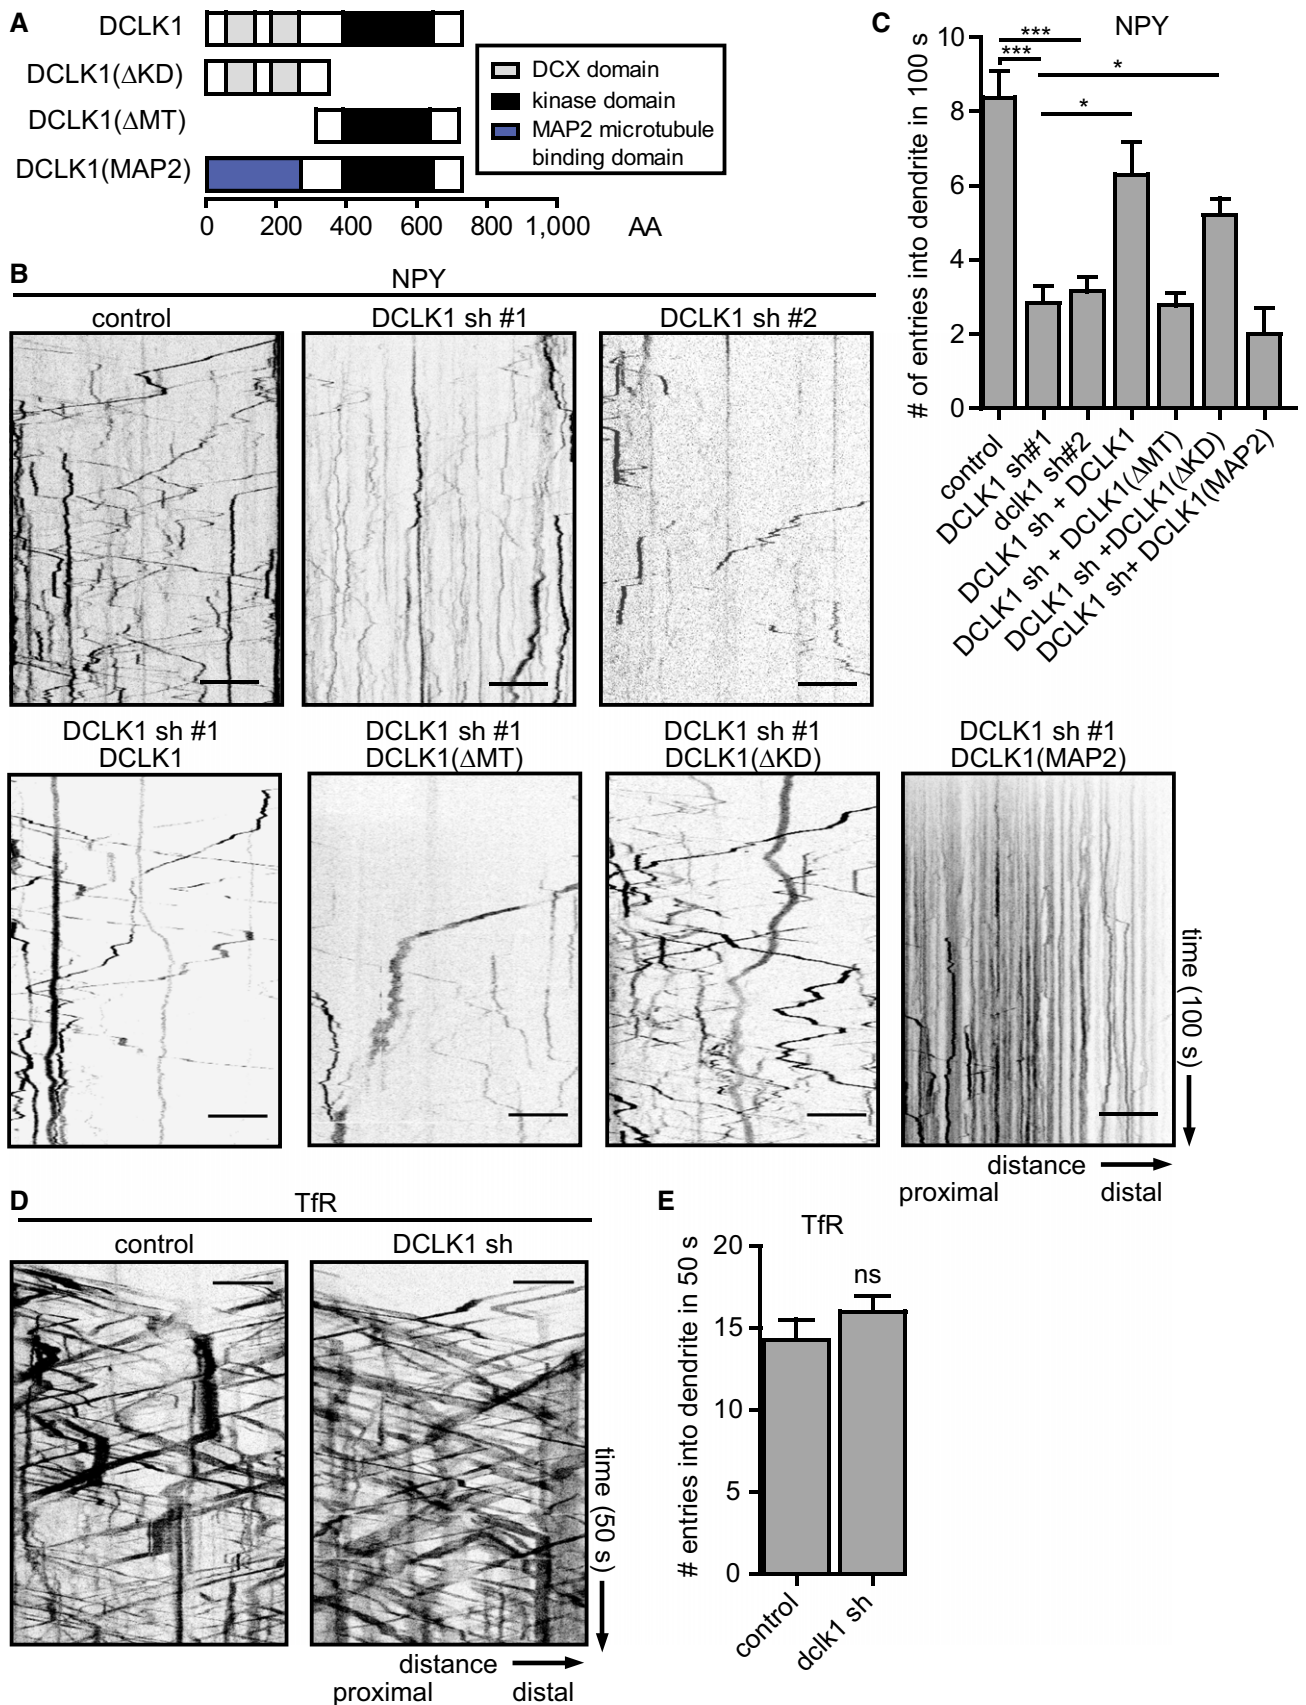 A
DCLK1
DCLK1(ΔKD)
DCLK1(ΔMT)
DCLK1(MAP2)
DCX domain
kinase domain
MAP2 microtubule
binding domain
0 200 400 600 800 1,000 AA
B
NPY
control
DCLK1 sh #1
DCLK1 sh #2
DCLK1 sh #1
DCLK1
DCLK1 sh #1
DCLK1(ΔMT)
DCLK1 sh #1
DCLK1(ΔKD)
DCLK1 sh #1
DCLK1(MAP2)
time (100 s)
distance
proximal distal
C
NPY
# of entries into dendrite in 100 s
10
8
6
4
2
0
***
***
*
*
control
DCLK1 sh#1
dclk1 sh#2
DCLK1 sh + DCLK1
DCLK1 sh + DCLK1(ΔMT)
DCLK1 sh +DCLK1(ΔKD)
DCLK1 sh+ DCLK1(MAP2)
D
TfR
control
DCLK1 sh
time (50 s)
distance
proximal distal
E
TfR
# entries into dendrite in 50 s
20
15
10
5
0
ns
control
dclk1 sh